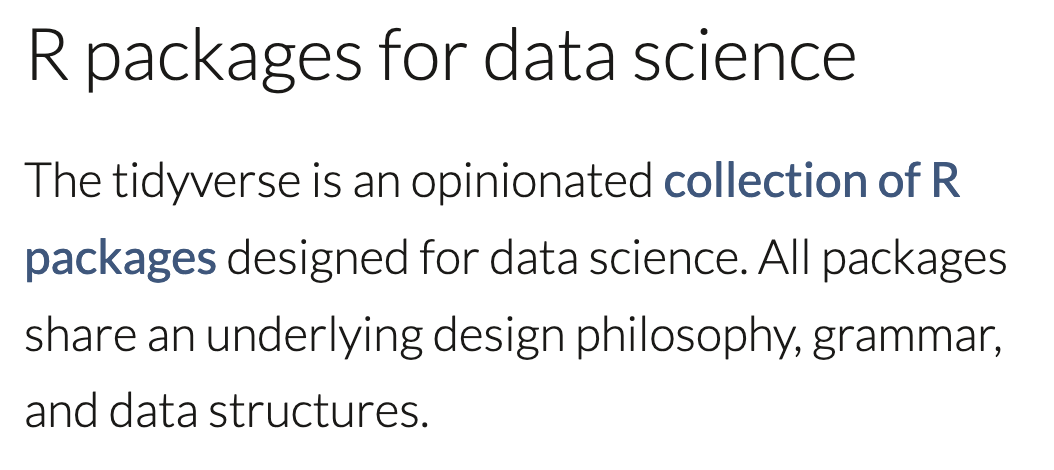 R packages for data science
The tidyverse is an opinionated collection of R
packages designed for data science. All packages
share an underlying design philosophy, grammar,
and data structures.